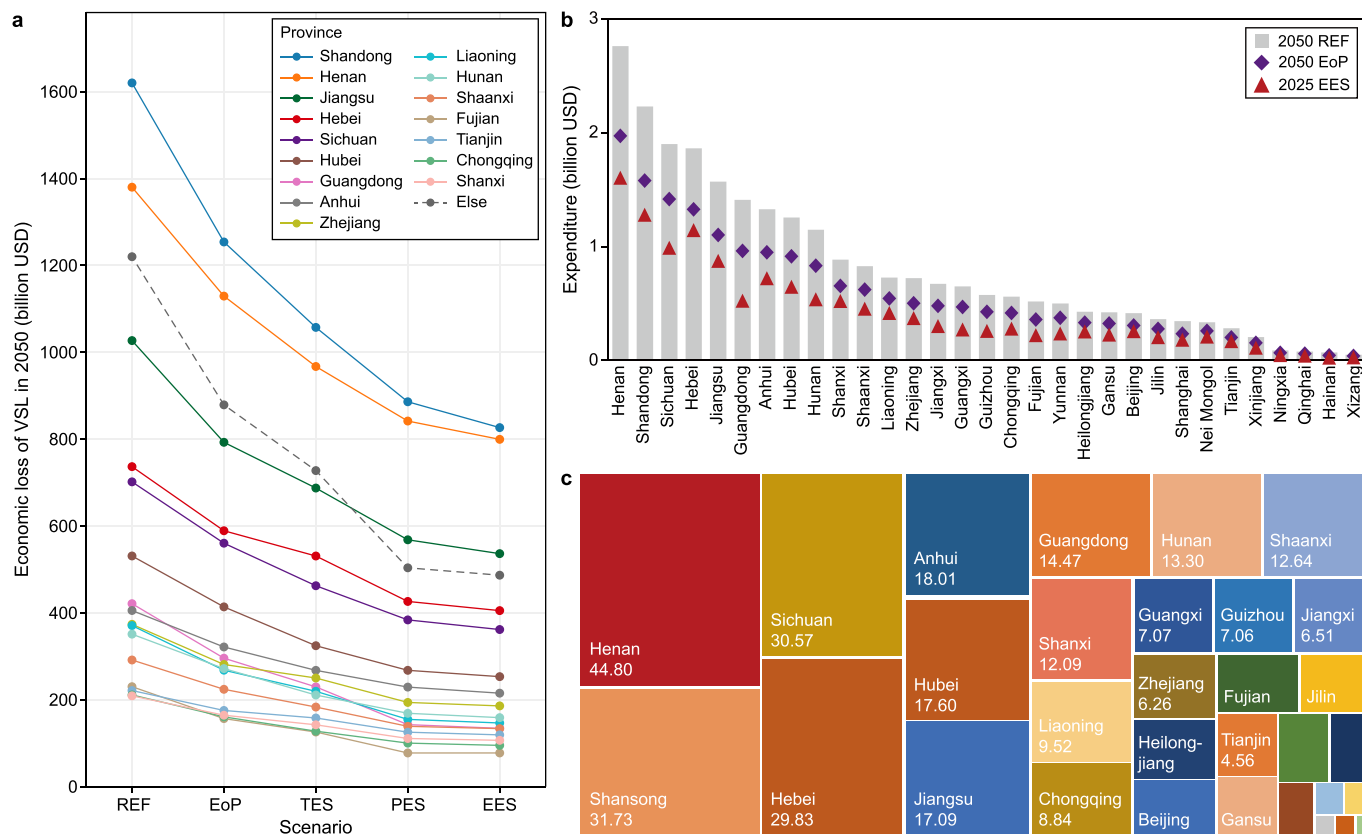 a
Economic loss of VSL in 2050 (billion USD)
1600
1400
1200
1000
800
600
400
200
0
REF
EoP
TES
PES
EES
Scenario
Province
Shandong
Henan
Jiangsu
Hebei
Sichuan
Hubei
Guangdong
Anhui
Zhejiang
Liaoning
Hunan
Shaanxi
Fujian
Tianjin
Chongqing
Shanxi
Else
b
Expenditure (billion USD)
3
2
1
0
2050 REF
2050 EoP
2025 EES
Henan
Shandong
Sichuan
Hebei
Jiangsu
Guangdong
Anhui
Hubei
Hunan
Shanxi
Shaanxi
Liaoning
Zhejiang
Jiangxi
Guangxi
Guizhou
Chongqing
Fujian
Yunnan
Heilongjiang
Gansu
Beijing
Jilin
Shanghai
Nei Mongol
Tianjin
Xinjiang
Ningxia
Qinghai
Hainan
Xizang
c
Henan
44.80
Shansong
31.73
Sichuan
30.57
Hebei
29.83
Anhui
18.01
Hubei
17.60
Jiangsu
17.09
Guangdong
14.47
Hunan
13.30
Shaanxi
12.64
Shanxi
12.09
Liaoning
9.52
Chongqing
8.84
Guangxi
7.07
Guizhou
7.06
Jiangxi
6.51
Zhejiang
6.26
Fujian
Jilin
Heilong-
jiang
Tianjin
4.56
Beijing
Gansu